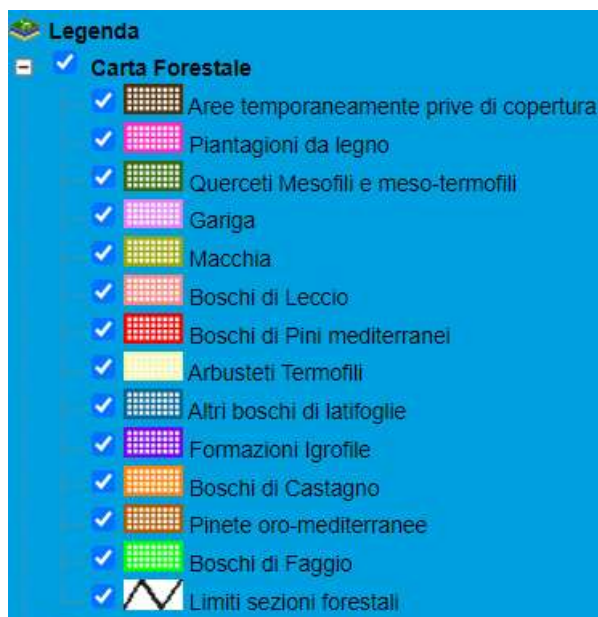 Legenda
Carta Forestale
Aree temporaneamente prive di copertura
Piantagioni da legno
Querceti Mesofili e meso-termofili
Gariga
Macchia
Boschi di Leccio
Boschi di Pini mediterranei
Arbusteti Termofili
Altri boschi di latifoglie
Formazioni Igrofile
Boschi di Castagno
Pinete oro-mediterranee
Boschi di Faggio
Limiti sezioni forestali